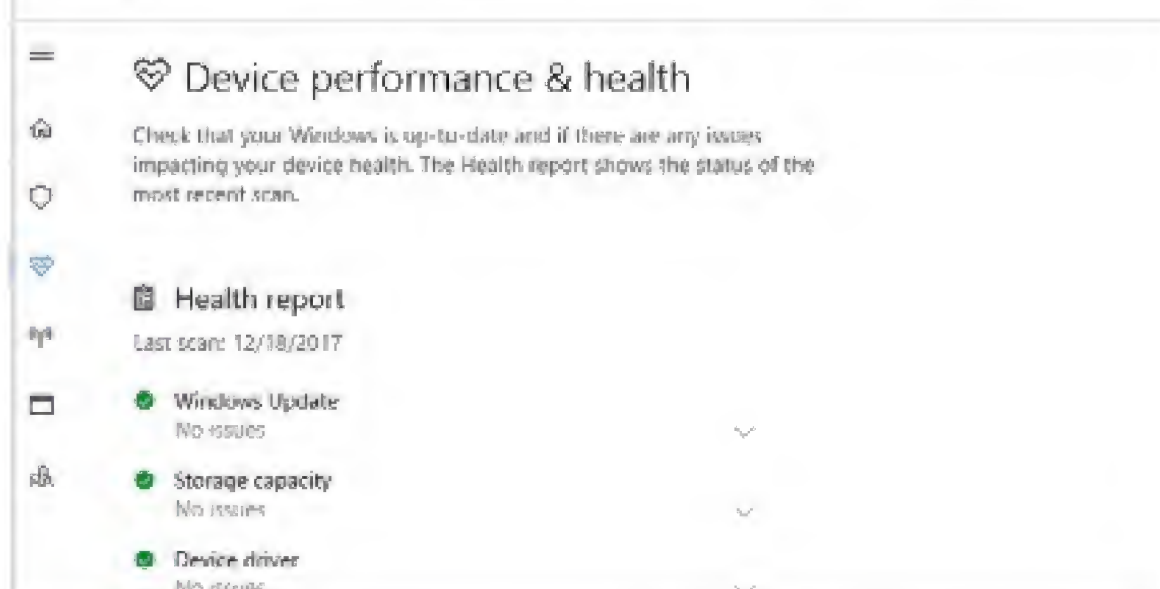 Device performance & health
Check that your Windows is up-to-date and if there are any issues
impacting your device health. The Health report shows the status of the
most recent scan.
Health report
Last scan: 12/18/2017
Windows Update
No issues
Storage capacity
No issues
Device driver
No issues